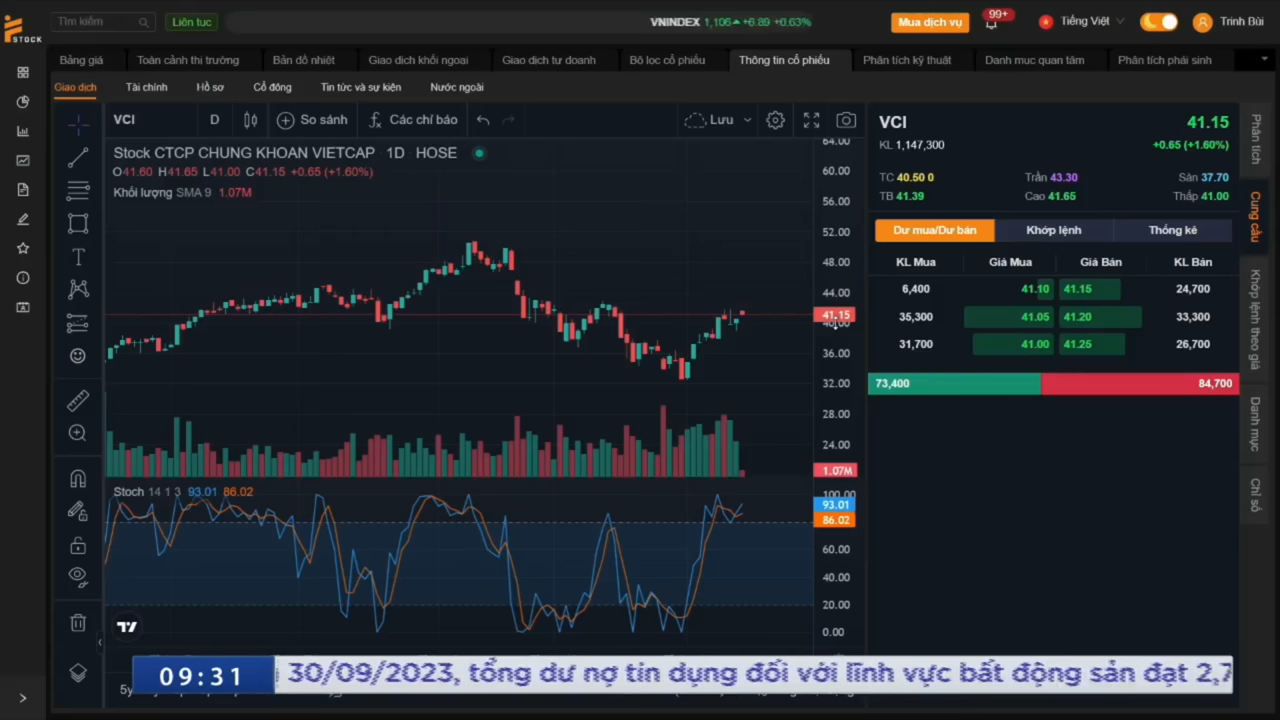 STOCK
Tìm kiếm
Liên tục
VNINDEX 1,106 +6.89 +0.63%
Mua dịch vụ
99+
Tiếng Việt
Trinh Bùi
Bảng giá
Toàn cảnh thị trường
Bản đồ nhiệt
Giao dịch khối ngoại
Giao dịch tự doanh
Bộ lọc cổ phiếu
Thông tin cổ phiếu
Phân tích kỹ thuật
Danh mục quan tâm
Phân tích phái sinh
Giao dịch
Tài chính
Hồ sơ
Cổ đông
Tin tức và sự kiện
Nước ngoài
VCI
D
So sánh
Các chỉ báo
Lưu
Stock CTCP CHUNG KHOAN VIETCAP 1D HOSE
O41.60 H41.65 L41.00 C41.15 +0.65 (+1.60%)
Khối lượng SMA 9 1.07M
64.00
60.00
56.00
52.00
48.00
44.00
41.15
40.00
36.00
32.00
28.00
24.00
1.07M
Stoch 14 1 3 93.01 86.02
100.00
93.01
86.02
60.00
40.00
20.00
0.00
VCI 41.15
KL 1,147,300 +0.65 (+1.60%)
TC 40.50 0 Trần 43.30 Sàn 37.70
TB 41.39 Cao 41.65 Thấp 41.00
Dư mua/Dư bán Khớp lệnh Thống kê
KL Mua Giá Mua Giá Bán KL Bán
6,400 41.10 41.15 24,700
35,300 41.05 41.20 33,300
31,700 41.00 41.25 26,700
73,400 84,700
Phân tích
Cung cầu
Khớp lệnh theo giá
Danh mục
Chỉ số
09:31
30/09/2023, tổng dư nợ tín dụng đối với lĩnh vực bất động sản đạt 2,7
5y